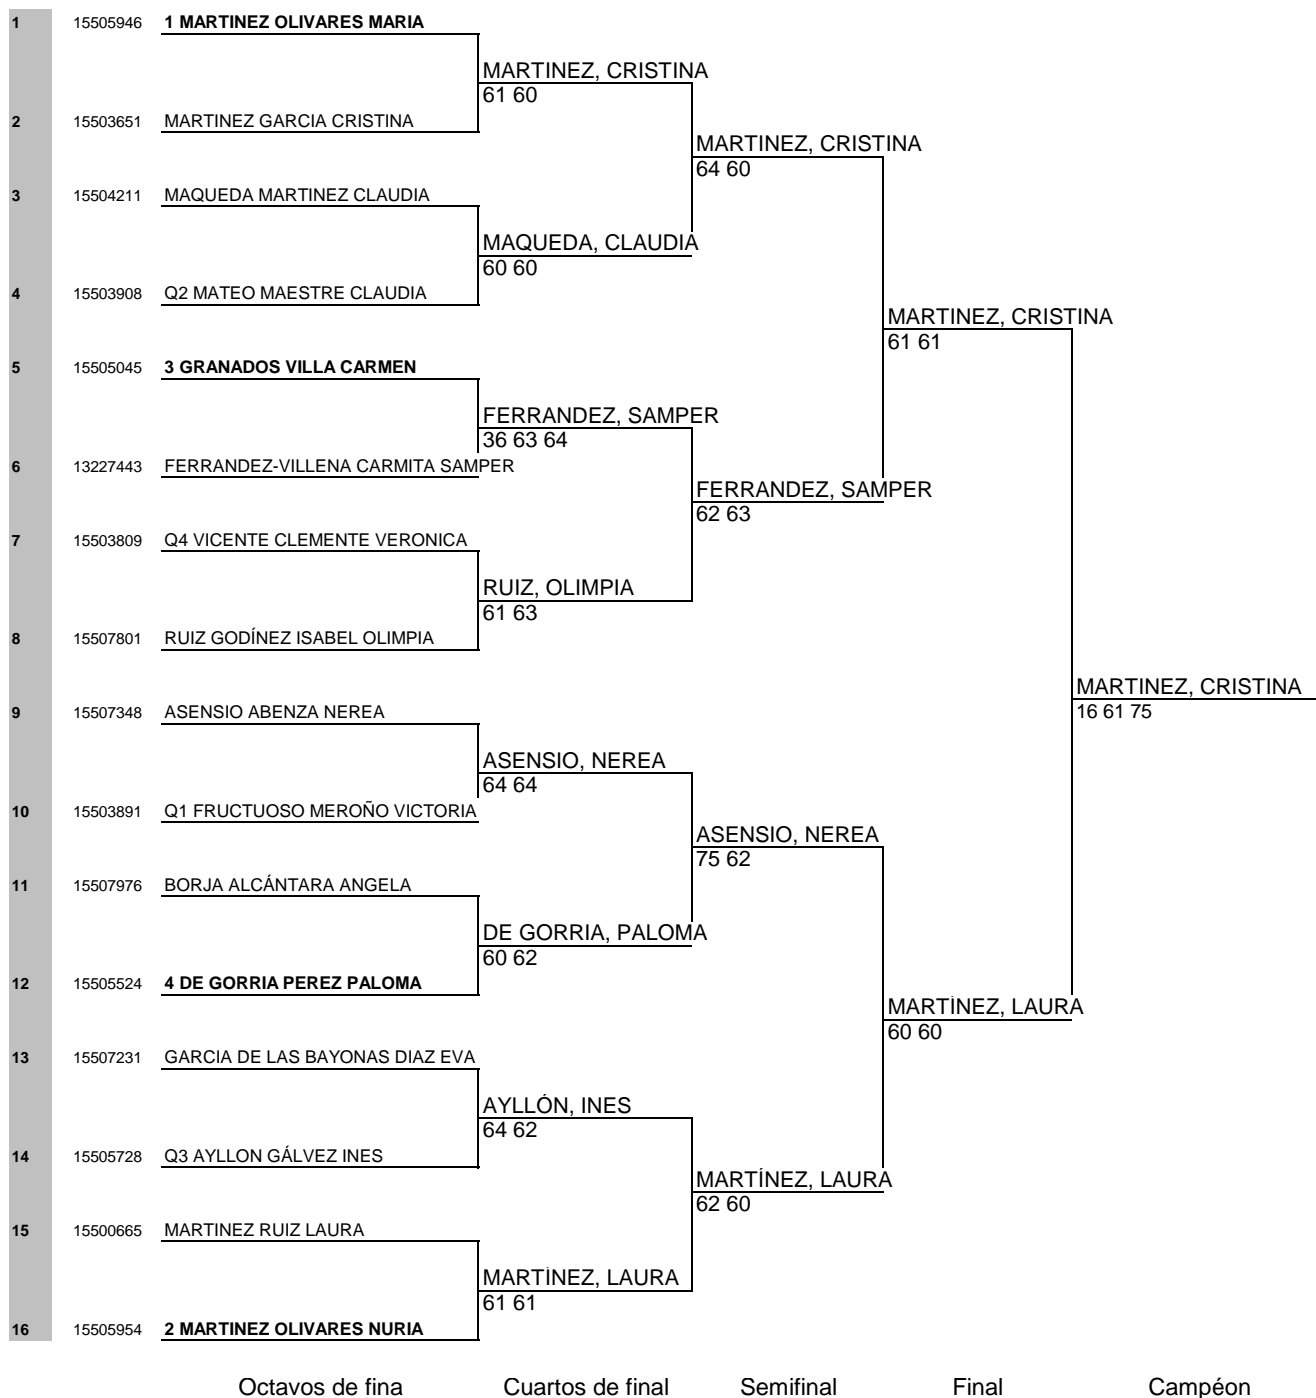 1 15505946 1 MARTINEZ OLIVARES MARIA
MARTINEZ, CRISTINA
61 60
2 15503651 MARTINEZ GARCIA CRISTINA
MARTINEZ, CRISTINA
64 60
3 15504211 MAQUEDA MARTINEZ CLAUDIA
MAQUEDA, CLAUDIA
60 60
4 15503908 Q2 MATEO MAESTRE CLAUDIA
MARTINEZ, CRISTINA
61 61
5 15505045 3 GRANADOS VILLA CARMEN
FERRANDEZ, SAMPER
36 63 64
6 13227443 FERRANDEZ-VILLENA CARMITA SAMPER
FERRANDEZ, SAMPER
62 63
7 15503809 Q4 VICENTE CLEMENTE VERONICA
RUIZ, OLIMPIA
61 63
8 15507801 RUIZ GODÍNEZ ISABEL OLIMPIA
MARTINEZ, CRISTINA
16 61 75
9 15507348 ASENSIO ABENZA NEREA
ASENSIO, NEREA
64 64
10 15503891 Q1 FRUCTUOSO MEROÑO VICTORIA
ASENSIO, NEREA
75 62
11 15507976 BORJA ALCÁNTARA ANGELA
DE GORRIA, PALOMA
60 62
12 15505524 4 DE GORRIA PEREZ PALOMA
MARTÍNEZ, LAURA
60 60
13 15507231 GARCIA DE LAS BAYONAS DIAZ EVA
AYLLÓN, INES
64 62
14 15505728 Q3 AYLLON GÁLVEZ INES
MARTÍNEZ, LAURA
62 60
15 15500665 MARTINEZ RUIZ LAURA
MARTÍNEZ, LAURA
61 61
16 15505954 2 MARTINEZ OLIVARES NURIA
Octavos de fina Cuartos de final Semifinal Final Campéon